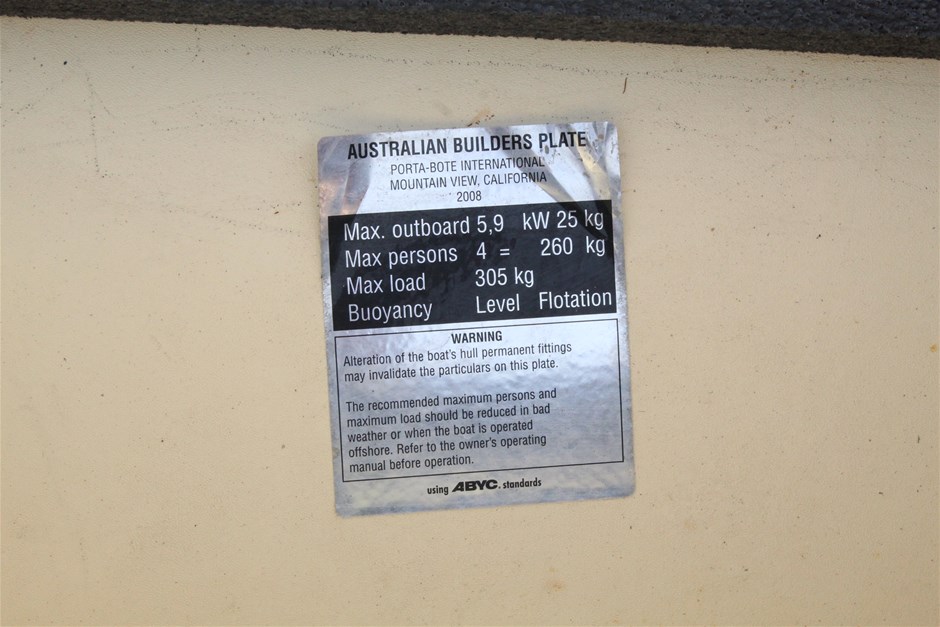 AUSTRALIAN BUILDERS PLATE
PORTA-BOTE INTERNATIONAL
MOUNTAIN VIEW, CALIFORNIA
2008
Max. outboard 5,9 kW 25 kg
Max persons 4 = 260 kg
Max load 305 kg
Buoyancy Level Flotation
WARNING
Alteration of the boat's hull permanent fittings
may invalidate the particulars on this plate.
The recommended maximum persons and
maximum load should be reduced in bad
weather or when the boat is operated
offshore. Refer to the owner's operating
manual before operation.
using ABYC. standards